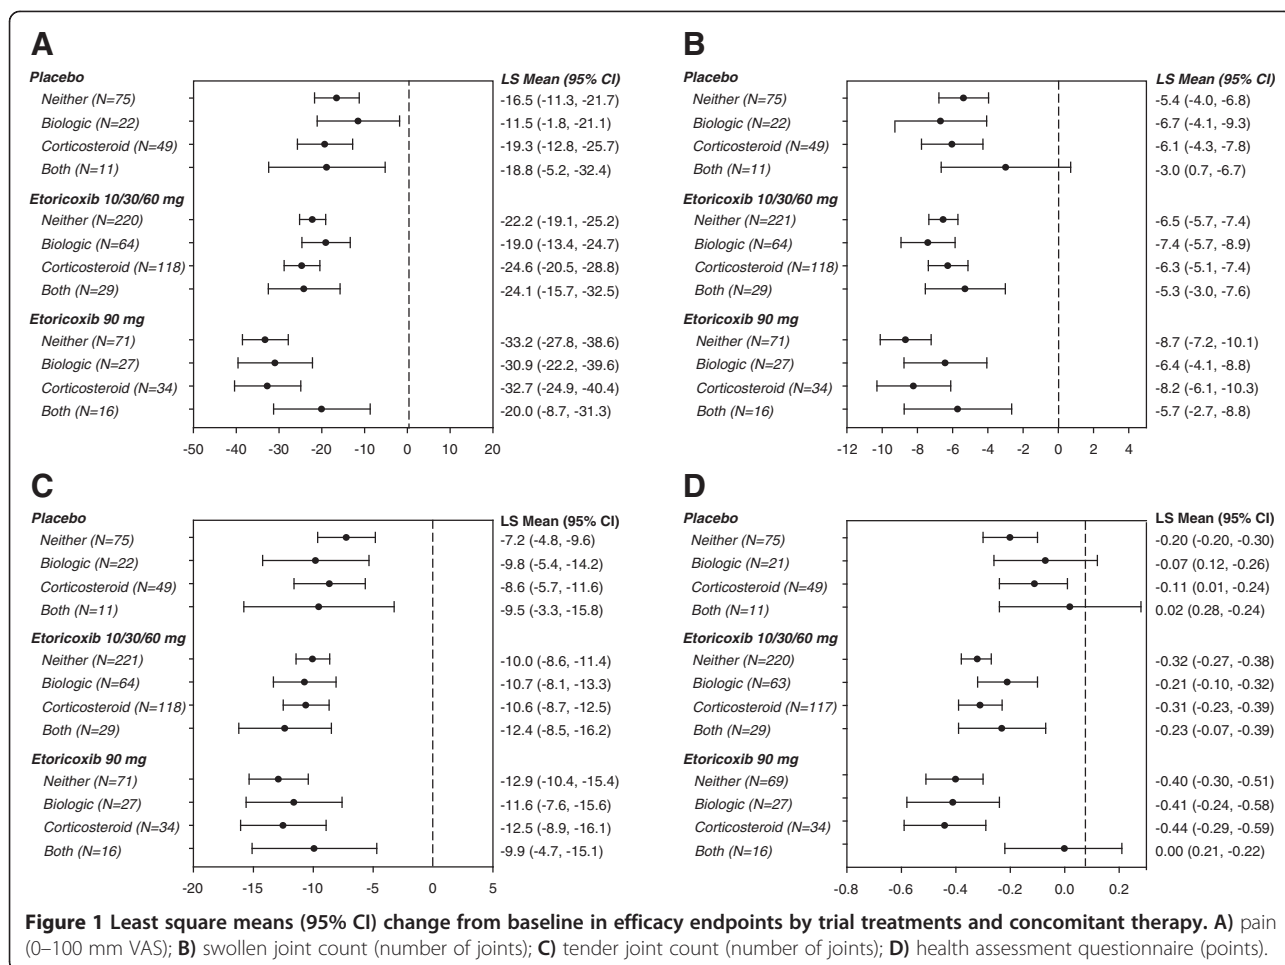 A
Placebo LS Mean (95% CI)
Neither (N=75) -16.5 (-11.3, -21.7)
Biologic (N=22) -11.5 (-1.8, -21.1)
Corticosteroid (N=49) -19.3 (-12.8, -25.7)
Both (N=11) -18.8 (-5.2, -32.4)
Etoricoxib 10/30/60 mg
Neither (N=220) -22.2 (-19.1, -25.2)
Biologic (N=64) -19.0 (-13.4, -24.7)
Corticosteroid (N=118) -24.6 (-20.5, -28.8)
Both (N=29) -24.1 (-15.7, -32.5)
Etoricoxib 90 mg
Neither (N=71) -33.2 (-27.8, -38.6)
Biologic (N=27) -30.9 (-22.2, -39.6)
Corticosteroid (N=34) -32.7 (-24.9, -40.4)
Both (N=16) -20.0 (-8.7, -31.3)
-50 -40 -30 -20 -10 0 10 20
B
Placebo LS Mean (95% CI)
Neither (N=75) -5.4 (-4.0, -6.8)
Biologic (N=22) -6.7 (-4.1, -9.3)
Corticosteroid (N=49) -6.1 (-4.3, -7.8)
Both (N=11) -3.0 (0.7, -6.7)
Etoricoxib 10/30/60 mg
Neither (N=221) -6.5 (-5.7, -7.4)
Biologic (N=64) -7.4 (-5.7, -8.9)
Corticosteroid (N=118) -6.3 (-5.1, -7.4)
Both (N=29) -5.3 (-3.0, -7.6)
Etoricoxib 90 mg
Neither (N=71) -8.7 (-7.2, -10.1)
Biologic (N=27) -6.4 (-4.1, -8.8)
Corticosteroid (N=34) -8.2 (-6.1, -10.3)
Both (N=16) -5.7 (-2.7, -8.8)
-12 -10 -8 -6 -4 -2 0 2 4
C
Placebo LS Mean (95% CI)
Neither (N=75) -7.2 (-4.8, -9.6)
Biologic (N=22) -9.8 (-5.4, -14.2)
Corticosteroid (N=49) -8.6 (-5.7, -11.6)
Both (N=11) -9.5 (-3.3, -15.8)
Etoricoxib 10/30/60 mg
Neither (N=221) -10.0 (-8.6, -11.4)
Biologic (N=64) -10.7 (-8.1, -13.3)
Corticosteroid (N=118) -10.6 (-8.7, -12.5)
Both (N=29) -12.4 (-8.5, -16.2)
Etoricoxib 90 mg
Neither (N=71) -12.9 (-10.4, -15.4)
Biologic (N=27) -11.6 (-7.6, -15.6)
Corticosteroid (N=34) -12.5 (-8.9, -16.1)
Both (N=16) -9.9 (-4.7, -15.1)
-20 -15 -10 -5 0 5
D
Placebo LS Mean (95% CI)
Neither (N=75) -0.20 (-0.20, -0.30)
Biologic (N=21) -0.07 (0.12, -0.26)
Corticosteroid (N=49) -0.11 (0.01, -0.24)
Both (N=11) 0.02 (0.28, -0.24)
Etoricoxib 10/30/60 mg
Neither (N=220) -0.32 (-0.27, -0.38)
Biologic (N=63) -0.21 (-0.10, -0.32)
Corticosteroid (N=117) -0.31 (-0.23, -0.39)
Both (N=29) -0.23 (-0.07, -0.39)
Etoricoxib 90 mg
Neither (N=69) -0.40 (-0.30, -0.51)
Biologic (N=27) -0.41 (-0.24, -0.58)
Corticosteroid (N=34) -0.44 (-0.29, -0.59)
Both (N=16) 0.00 (0.21, -0.22)
-0.8 -0.6 -0.4 -0.2 0.0 0.2
Figure 1 Least square means (95% CI) change from baseline in efficacy endpoints by trial treatments and concomitant therapy. A) pain
(0–100 mm VAS); B) swollen joint count (number of joints); C) tender joint count (number of joints); D) health assessment questionnaire (points).